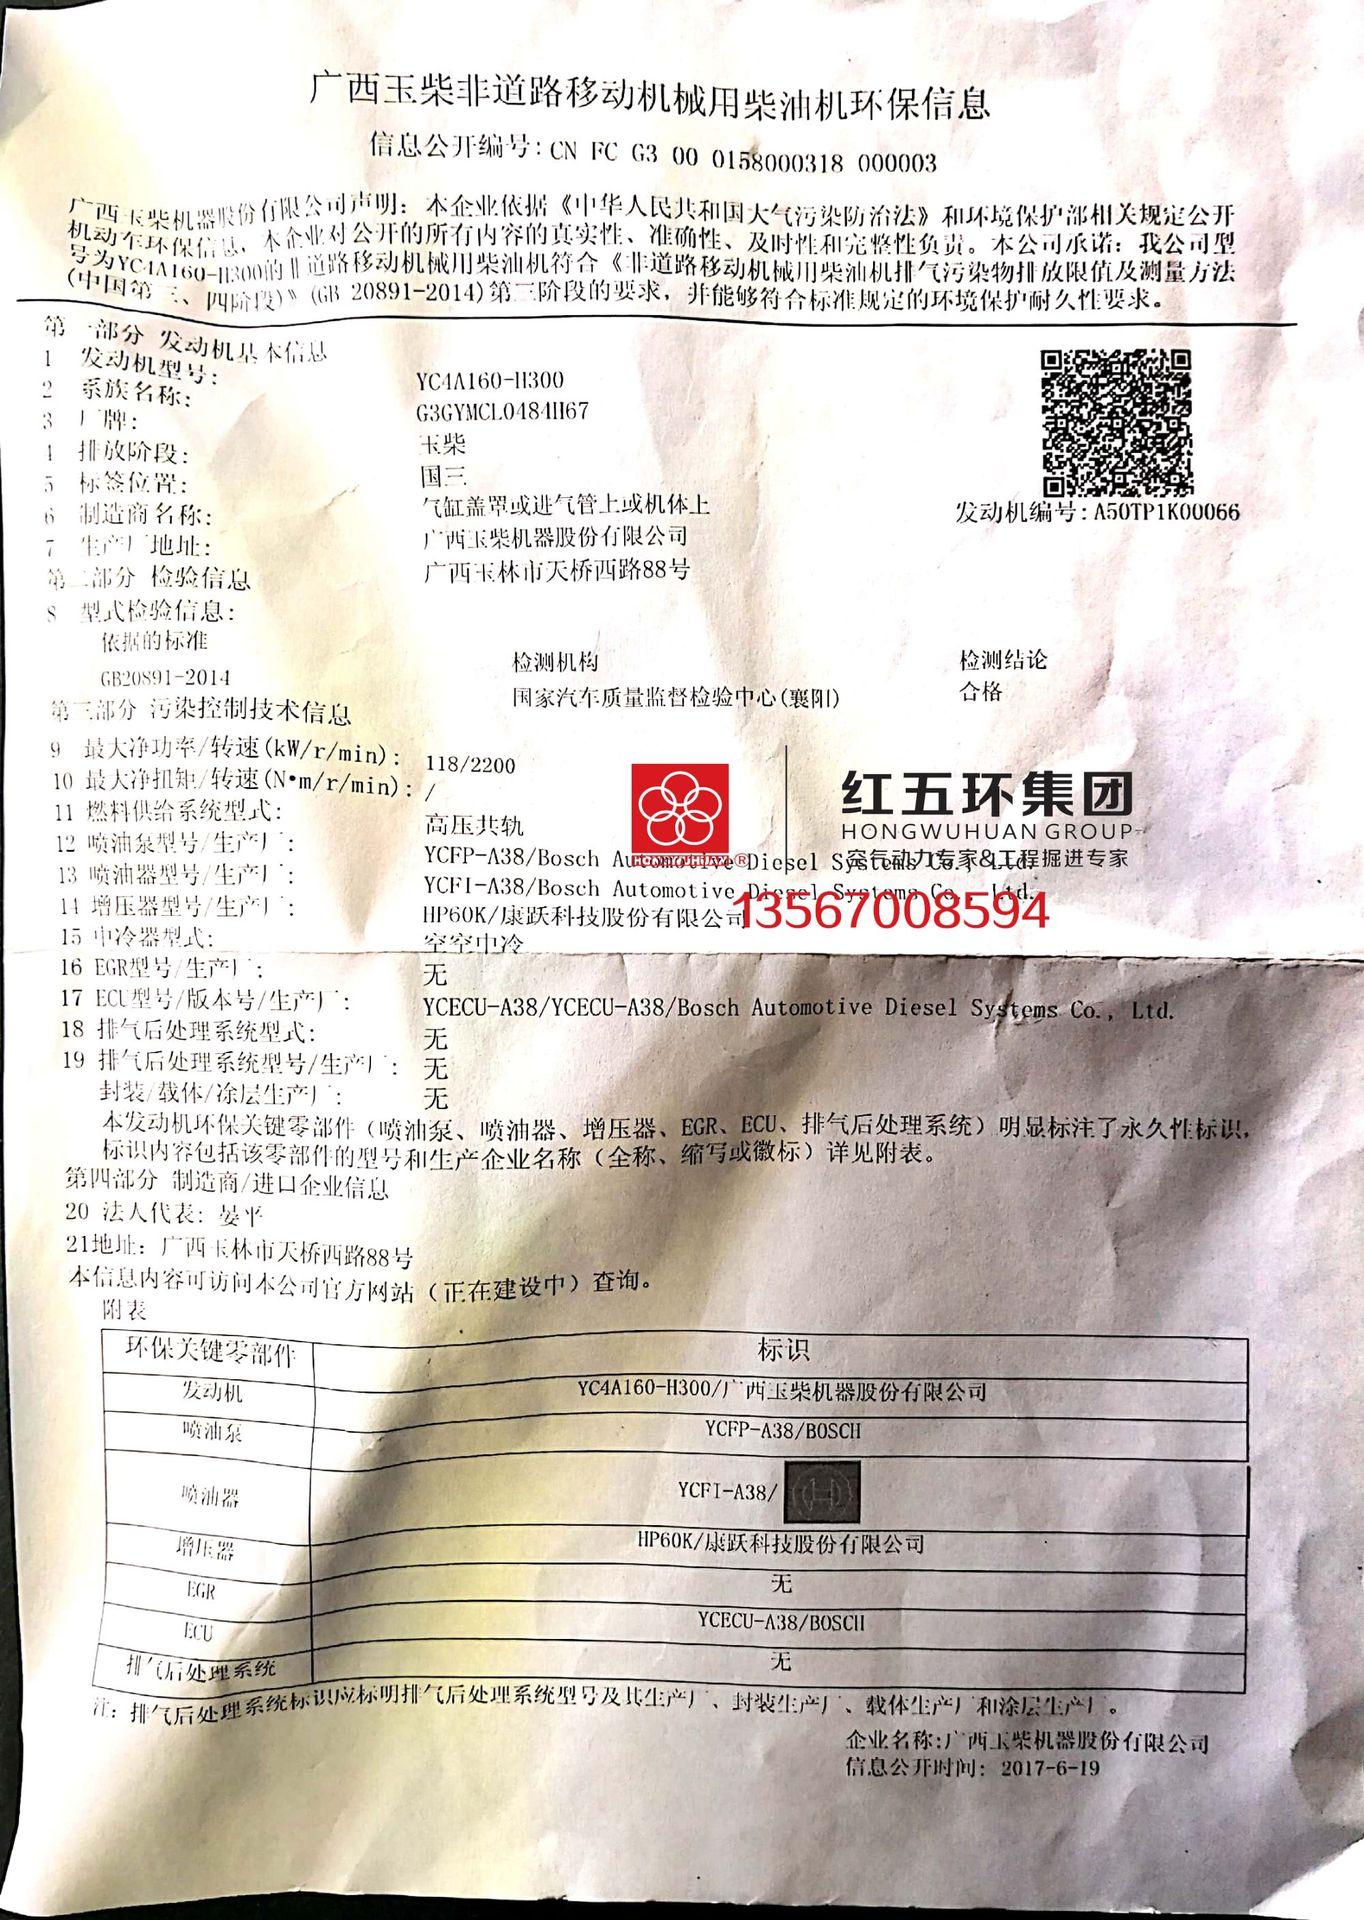 广西玉柴非道路移动机械用柴油机环保信息
信息公开编号: CN FC G3 00 0158000318 000003
广西玉柴机器股份有限公司声明：本企业依据《中华人民共和国大气污染防治法》和环境保护部相关规定公开
机动车环保信息，本企业对公开的所有内容的真实性、准确性、及时性和完整性负责。本公司承诺：我公司型
号为YC4A160-H300的非道路移动机械用柴油机符合《非道路移动机械用柴油机排气污染物排放限值及测量方法
(中国第三、四阶段)》(GB 20891-2014)第三阶段的要求，并能够符合标准规定的环境保护耐久性要求。
第一部分 发动机基本信息
1 发动机型号: YC4A160-H300
2 系族名称: G3GYMCL0484H67
3 厂牌: 玉柴
4 排放阶段: 国三
5 标签位置: 气缸盖罩或进气管上或机体上
6 制造商名称: 广西玉柴机器股份有限公司
7 生产厂地址: 广西玉林市天桥西路88号
发动机编号: A50TP1K00066
第二部分 检验信息
8 型式检验信息:
依据的标准 检测机构 检测结论
GB20891-2014 国家汽车质量监督检验中心(襄阳) 合格
第三部分 污染控制技术信息
9 最大净功率/转速(kW/r/min): 118/2200
10 最大净扭矩/转速(N•m/r/min): /
11 燃料供给系统型式: 高压共轨
12 喷油泵型号/生产厂: YCFP-A38/Bosch Automotive Diesel Systems Co., Ltd.
13 喷油器型号/生产厂: YCFI-A38/Bosch Automotive Diesel Systems Co., Ltd.
14 增压器型号/生产厂: HP60K/康跃科技股份有限公司
15 中冷器型式: 空空中冷
16 EGR型号/生产厂: 无
17 ECU型号/版本号/生产厂: YCECU-A38/YCECU-A38/Bosch Automotive Diesel Systems Co., Ltd.
18 排气后处理系统型式: 无
19 排气后处理系统型号/生产厂: 无
封装/载体/涂层生产厂: 无
红五环集团
HONGWUHUAN GROUP
空气动力专家&工程掘进专家
HONGWUHUAN®
13567008594
本发动机环保关键零部件（喷油泵、喷油器、增压器、EGR、ECU、排气后处理系统）明显标注了永久性标识，
标识内容包括该零部件的型号和生产企业名称（全称、缩写或徽标）详见附表。
第四部分 制造商/进口企业信息
20 法人代表: 晏平
21地址: 广西玉林市天桥西路88号
本信息内容可访问本公司官方网站（正在建设中）查询。
附表
环保关键零部件 标识
发动机 YC4A160-H300/广西玉柴机器股份有限公司
喷油泵 YCFP-A38/BOSCH
喷油器 YCFI-A38/
增压器 HP60K/康跃科技股份有限公司
EGR 无
ECU YCECU-A38/BOSCH
排气后处理系统 无
注：排气后处理系统标识应标明排气后处理系统型号及其生产厂、封装生产厂、载体生产厂和涂层生产厂。
企业名称:广西玉柴机器股份有限公司
信息公开时间: 2017-6-19